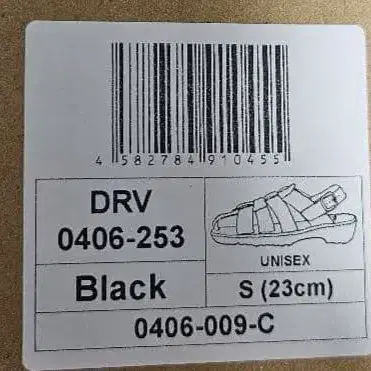 4 582784 910455
DRV
0406-253
UNISEX
Black
S (23cm)
0406-009-C